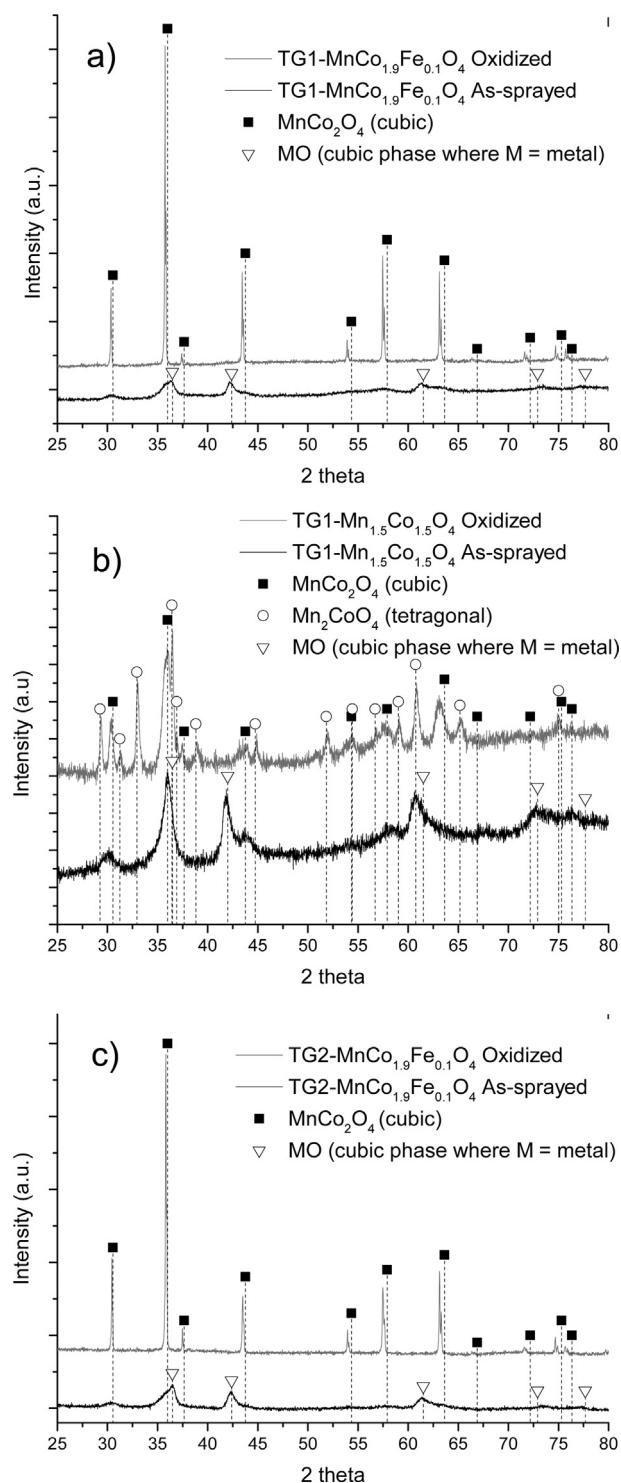 a)
TG1-MnCo₁.₉Fe₀.₁O₄ Oxidized
TG1-MnCo₁.₉Fe₀.₁O₄ As-sprayed
MnCo₂O₄ (cubic)
MO (cubic phase where M = metal)
Intensity (a.u.)
25 30 35 40 45 50 55 60 65 70 75 80
2 theta
b)
TG1-Mn₁.₅Co₁.₅O₄ Oxidized
TG1-Mn₁.₅Co₁.₅O₄ As-sprayed
MnCo₂O₄ (cubic)
Mn₂CoO₄ (tetragonal)
MO (cubic phase where M = metal)
Intensity (a.u)
25 30 35 40 45 50 55 60 65 70 75 80
2 theta
c)
TG2-MnCo₁.₉Fe₀.₁O₄ Oxidized
TG2-MnCo₁.₉Fe₀.₁O₄ As-sprayed
MnCo₂O₄ (cubic)
MO (cubic phase where M = metal)
Intensity (a.u.)
25 30 35 40 45 50 55 60 65 70 75 80
2 theta